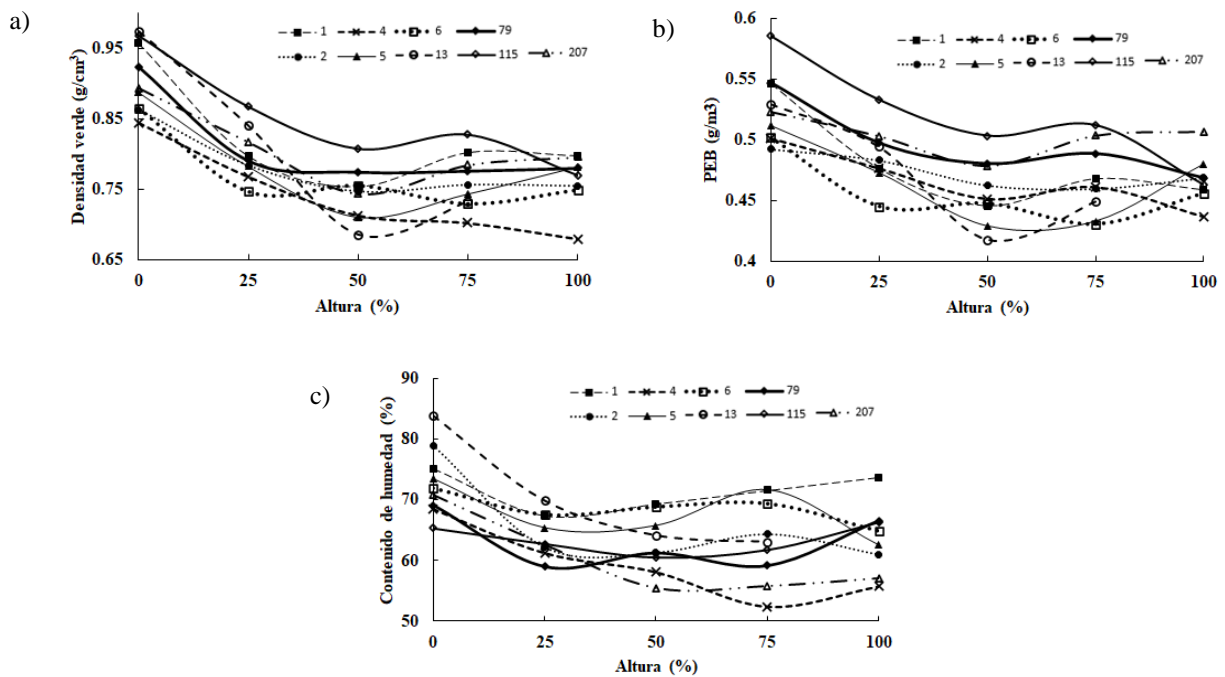 a)
Densidad verde (g/cm³)
0.95
0.85
0.75
0.65
1 4 6 79
2 5 13 115 207
0 25 50 75 100
Altura (%)
b)
PEB (g/m3)
0.6
0.55
0.5
0.45
0.4
1 4 6 79
2 5 13 115 207
0 25 50 75 100
Altura (%)
c)
Contenido de humedad (%)
90
80
70
60
50
1 4 6 79
2 5 13 115 207
0 25 50 75 100
Altura (%)